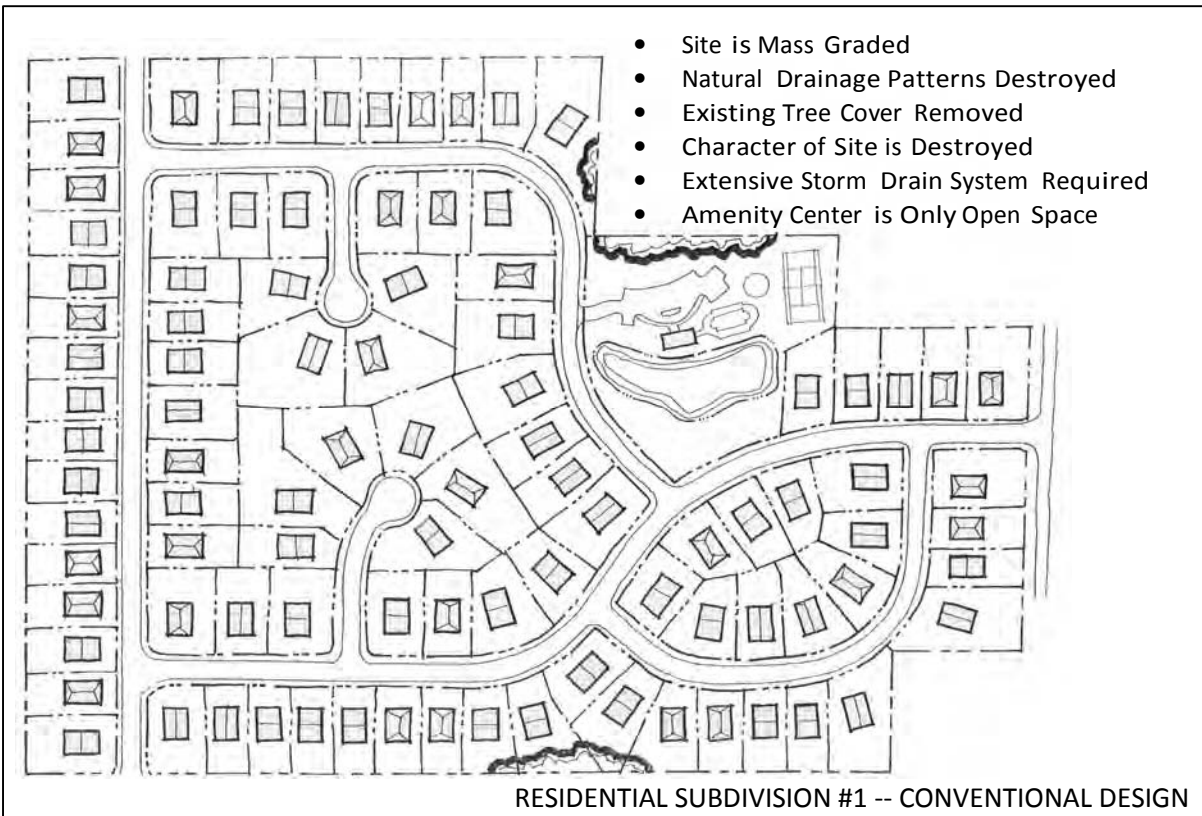 • Site is Mass Graded
• Natural Drainage Patterns Destroyed
• Existing Tree Cover Removed
• Character of Site is Destroyed
• Extensive Storm Drain System Required
• Amenity Center is Only Open Space
RESIDENTIAL SUBDIVISION #1 -- CONVENTIONAL DESIGN